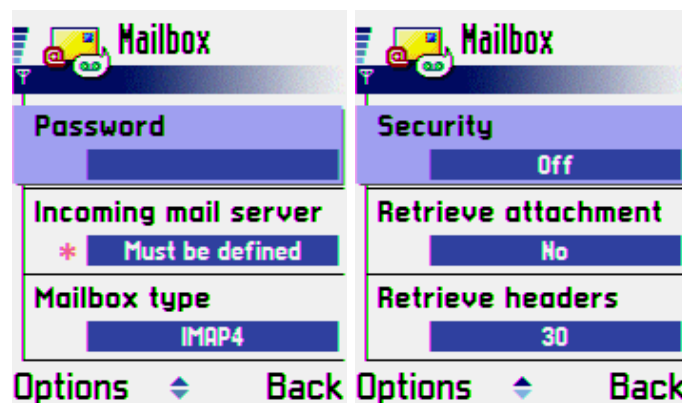 Mailbox
Password
Incoming mail server
* Must be defined
Mailbox type
IMAP4
Options Back
Mailbox
Security
Off
Retrieve attachment
No
Retrieve headers
30
Options Back